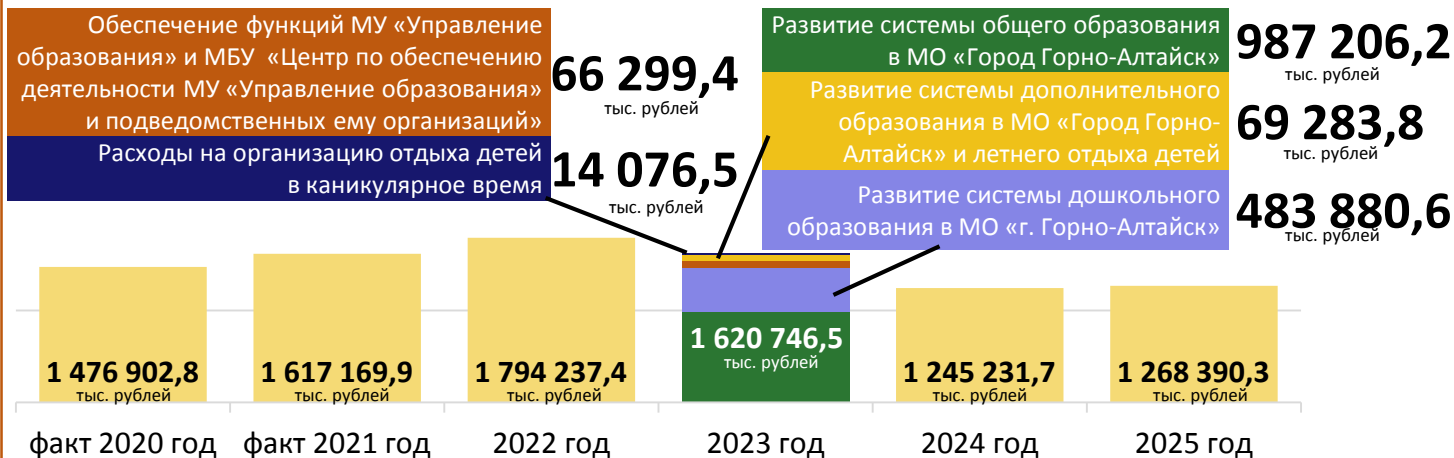 Обеспечение функций МУ «Управление
образования» и МБУ «Центр по обеспечению
деятельности МУ «Управление образования»
и подведомственных ему организаций»
66 299,4
тыс. рублей
Расходы на организацию отдыха детей
в каникулярное время
14 076,5
тыс. рублей
Развитие системы общего образования
в МО «Город Горно-Алтайск»
987 206,2
тыс. рублей
Развитие системы дополнительного
образования в МО «Город Горно-
Алтайск» и летнего отдыха детей
69 283,8
тыс. рублей
Развитие системы дошкольного
образования в МО «г. Горно-Алтайск»
483 880,6
тыс. рублей
1 476 902,8
тыс. рублей
1 617 169,9
тыс. рублей
1 794 237,4
тыс. рублей
1 620 746,5
тыс. рублей
1 245 231,7
тыс. рублей
1 268 390,3
тыс. рублей
факт 2020 год
факт 2021 год
2022 год
2023 год
2024 год
2025 год